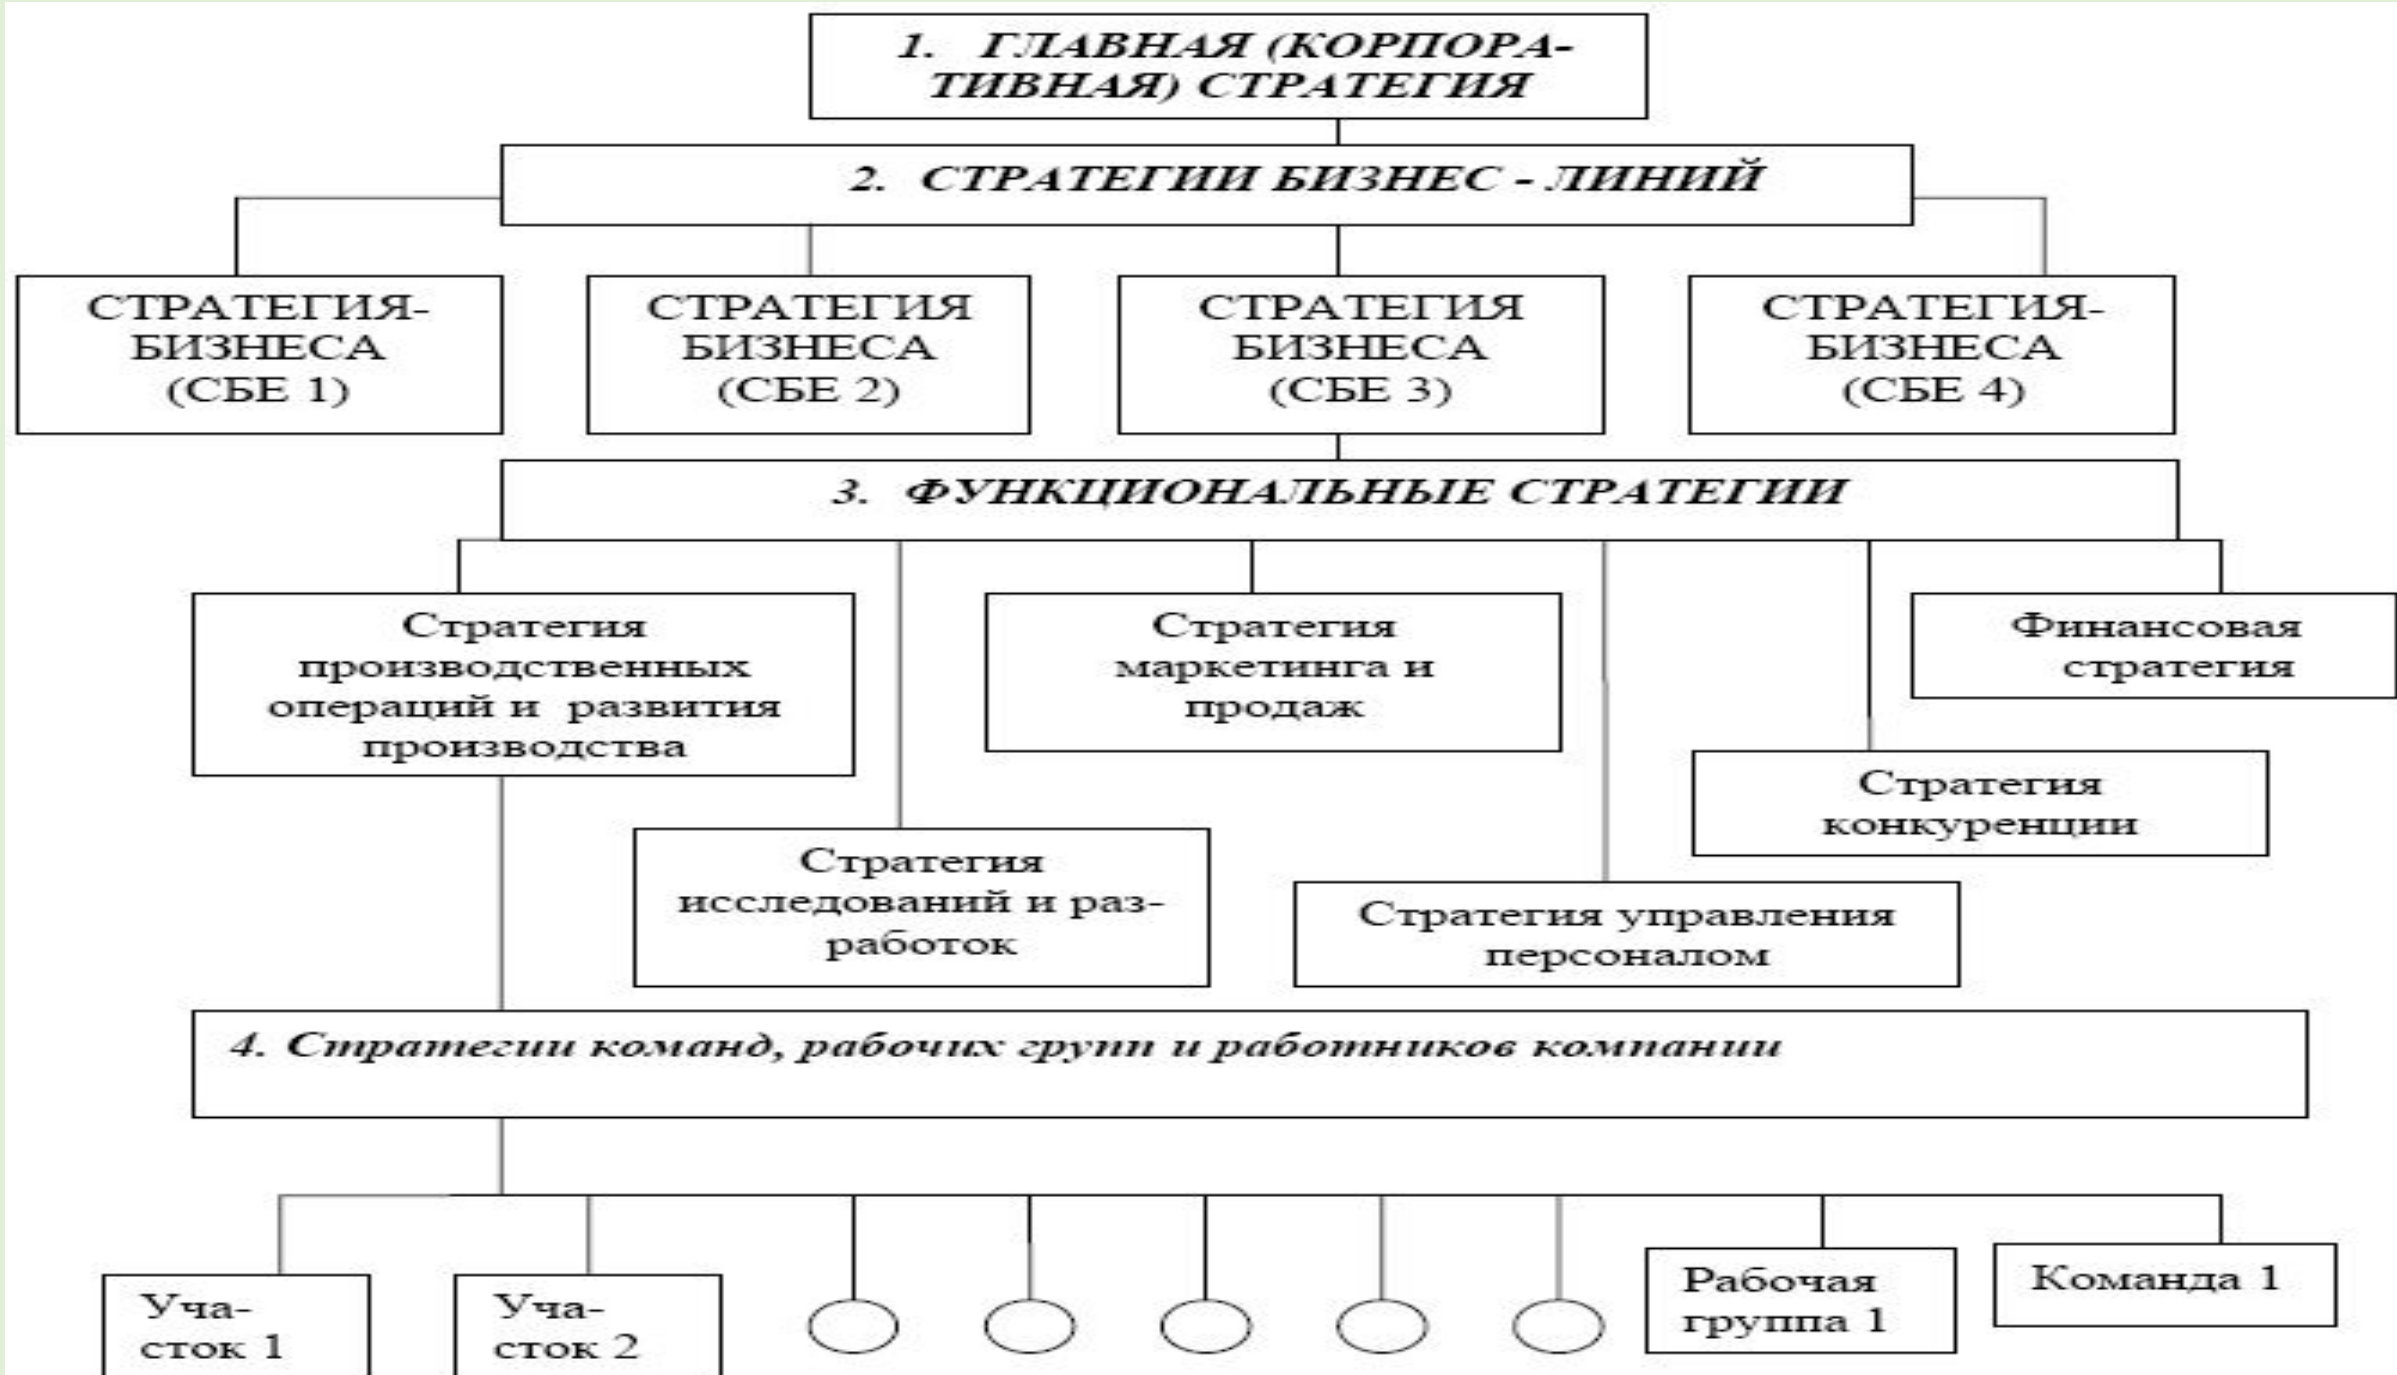 1. ГЛАВНАЯ (КОРПОРА-
ТИВНАЯ) СТРАТЕГИЯ
2. СТРАТЕГИИ БИЗНЕС - ЛИНИЙ
СТРАТЕГИЯ-
БИЗНЕСА
(СБЕ 1)
СТРАТЕГИЯ
БИЗНЕСА
(СБЕ 2)
СТРАТЕГИЯ
БИЗНЕСА
(СБЕ 3)
СТРАТЕГИЯ-
БИЗНЕСА
(СБЕ 4)
3. ФУНКЦИОНАЛЬНЫЕ СТРАТЕГИИ
Стратегия
производственных
операций и развития
производства
Стратегия
маркетинга и
продаж
Финансовая
стратегия
Стратегия
конкуренции
Стратегия
исследований и раз-
работок
Стратегия управления
персоналом
4. Стратегии команд, рабочих групп и работников компании
Уча-
сток 1
Уча-
сток 2
Рабочая
группа 1
Команда 1